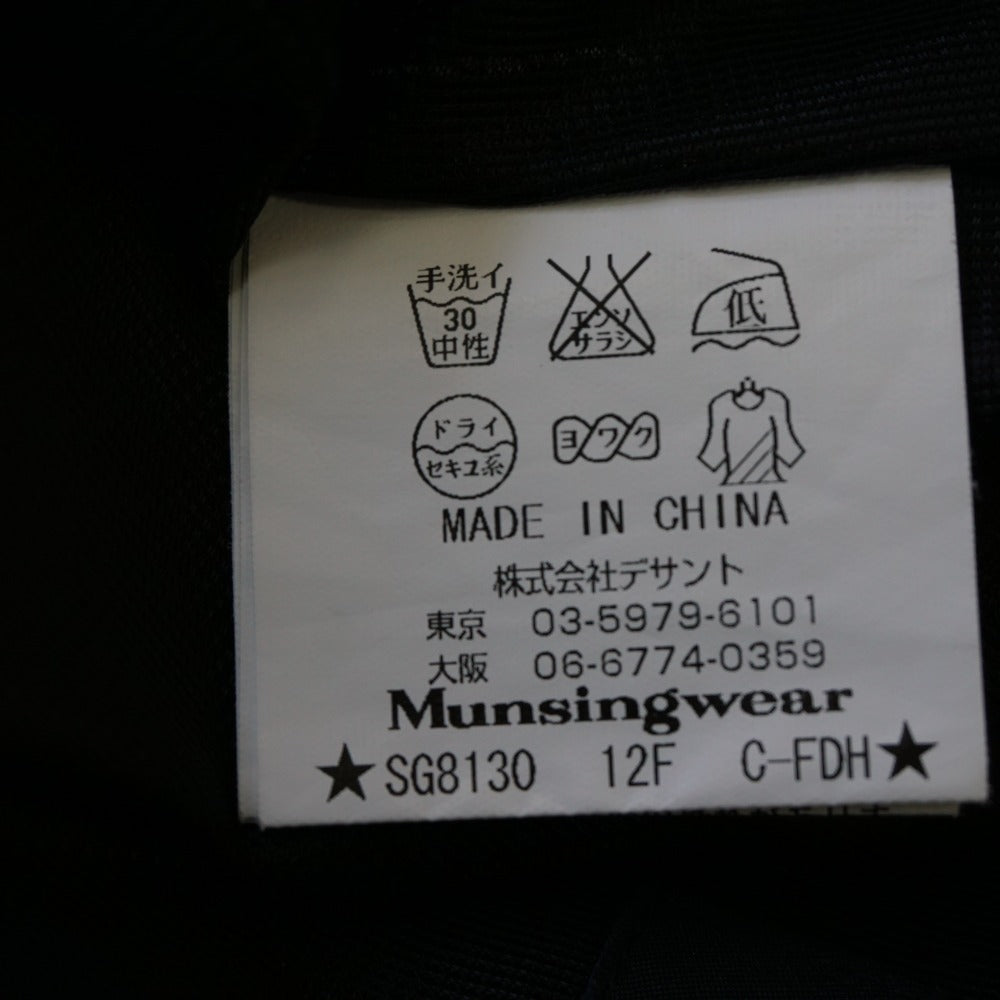 手洗イ
30
中性
エンソ
サラシ
低
ドライ
セキユ系
ヨワク
MADE IN CHINA
株式会社デサント
東京 03-5979-6101
大阪 06-6774-0359
Munsingwear
★SG8130 12F C-FDH★